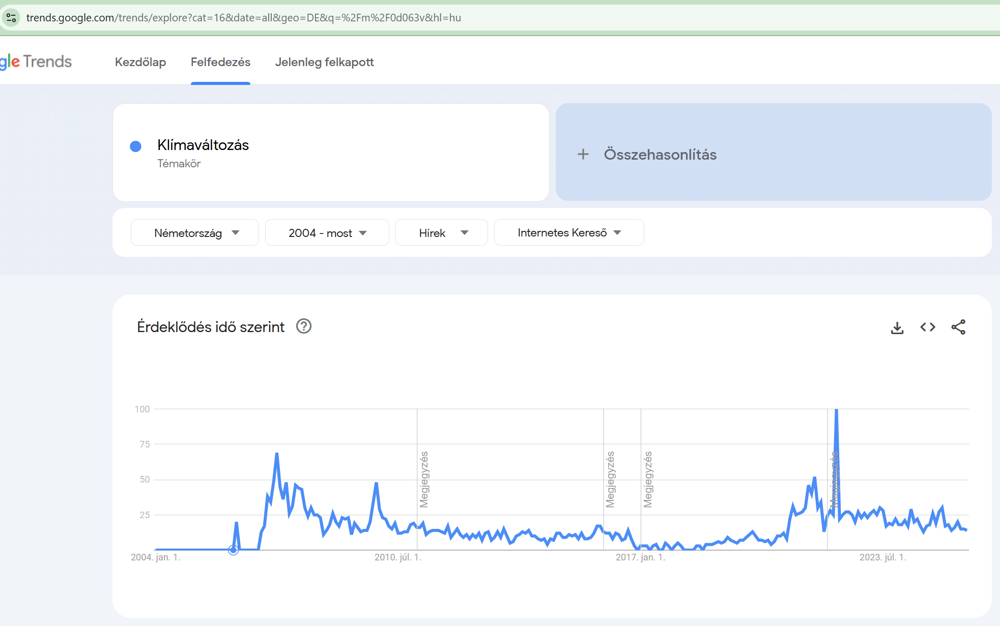 trends.google.com/trends/explore?cat=16&date=all&geo=DE&q=%2Fm%2F0d063v&hl=hu
gle Trends
Kezdőlap
Felfedezés
Jelenleg felkapott
Klímaváltozás
Témakör
+ Összehasonlítás
Németország
2004 - most
Hírek
Internetes Kereső
Érdeklődés idő szerint
100
75
50
25
Megjegyzés
Megjegyzés
Megjegyzés
Megjegyzés
2004. jan. 1.
2010. júl. 1.
2017. jan. 1.
2023. júl. 1.